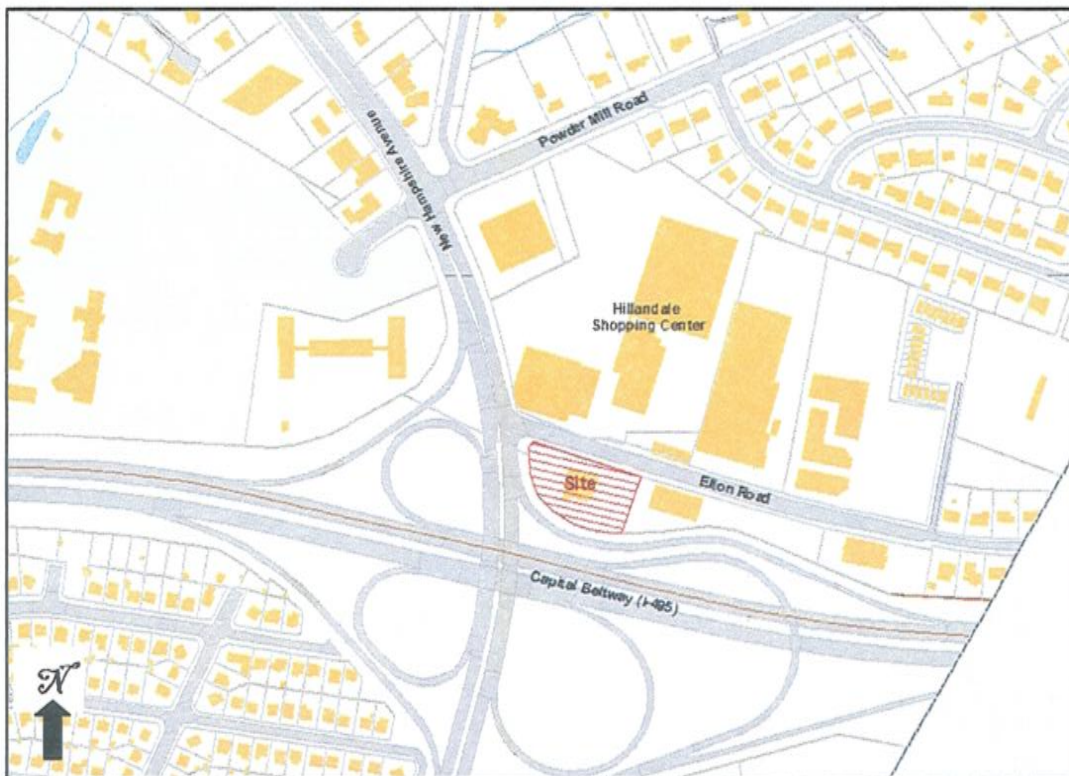 Powder Mill Road
New Hampshire Avenue
Hillandale
Shopping Center
Site
Elton Road
Capital Beltway (I-495)
N